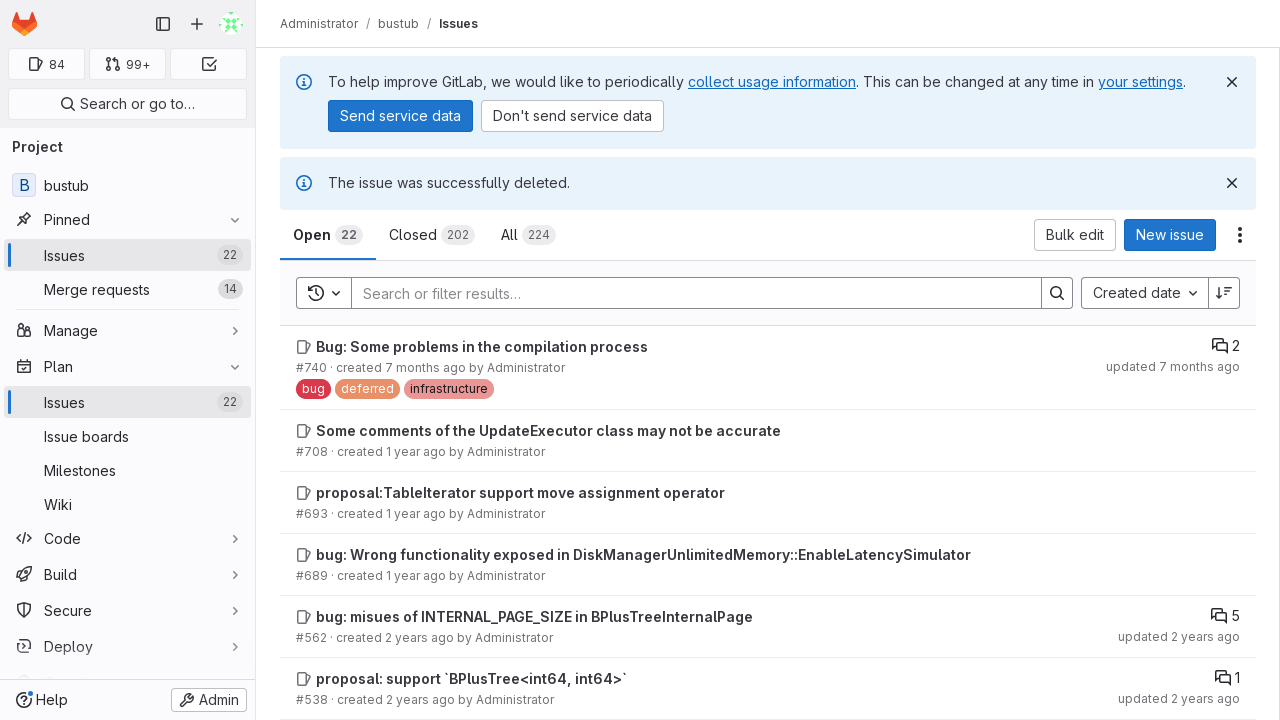 Administrator / bustub / Issues
84
99+
Search or go to…
Project
B bustub
Pinned
Issues 22
Merge requests 14
Manage
Plan
Issues 22
Issue boards
Milestones
Wiki
Code
Build
Secure
Deploy
Help
Admin
To help improve GitLab, we would like to periodically collect usage information. This can be changed at any time in your settings.
Send service data
Don't send service data
The issue was successfully deleted.
Open 22
Closed 202
All 224
Bulk edit
New issue
Search or filter results…
Created date
Bug: Some problems in the compilation process
2
#740 · created 7 months ago by Administrator
updated 7 months ago
bug deferred infrastructure
Some comments of the UpdateExecutor class may not be accurate
#708 · created 1 year ago by Administrator
proposal:TableIterator support move assignment operator
#693 · created 1 year ago by Administrator
bug: Wrong functionality exposed in DiskManagerUnlimitedMemory::EnableLatencySimulator
#689 · created 1 year ago by Administrator
bug: misues of INTERNAL_PAGE_SIZE in BPlusTreeInternalPage
5
#562 · created 2 years ago by Administrator
updated 2 years ago
proposal: support `BPlusTree<int64, int64>`
1
#538 · created 2 years ago by Administrator
updated 2 years ago